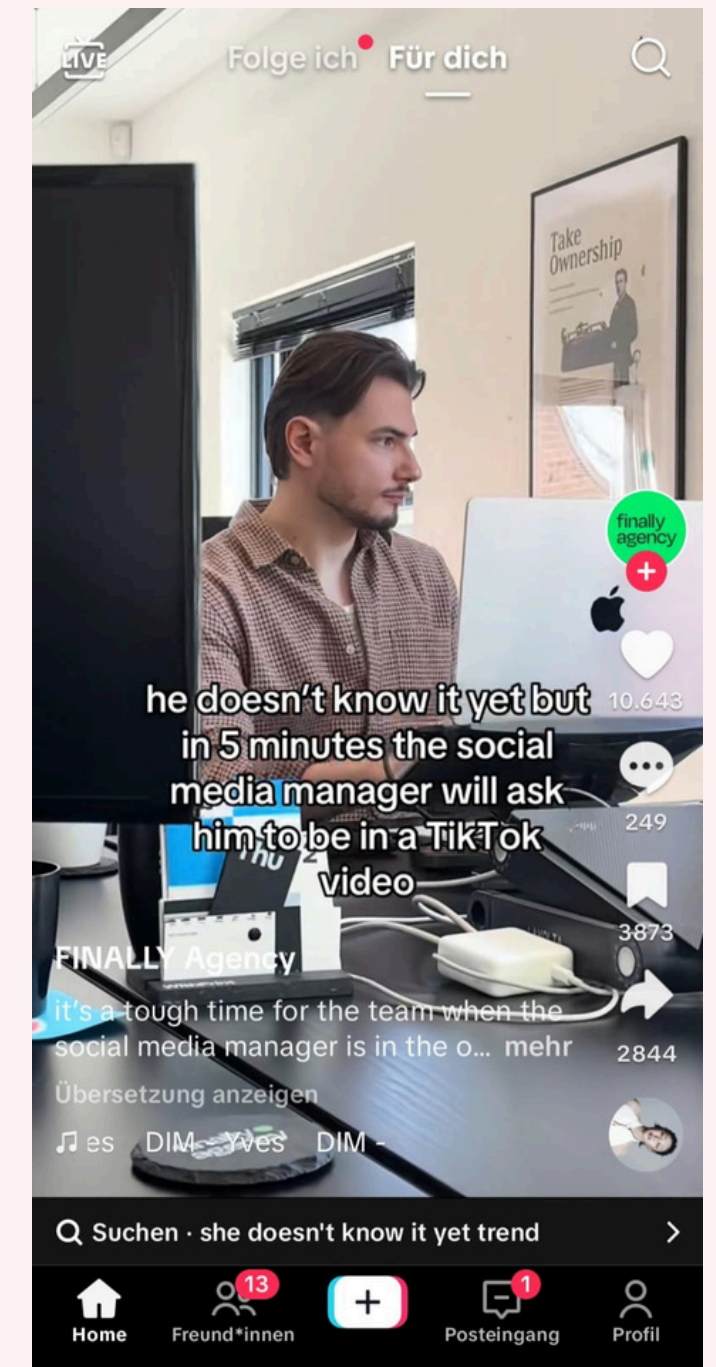 LIVE
Folge ich Für dich
Take
Ownership
finally
agency
10.643
he doesn't know it yet but
in 5 minutes the social
media manager will ask
him to be in a TikTok
video
249
Thu
3873
FINALLY Agency
it's a tough time for the team when the
social media manager is in the o... mehr
2844
Übersetzung anzeigen
es DIM - Yves DIM -
Suchen · she doesn't know it yet trend
13
1
Home Freund*innen Posteingang Profil